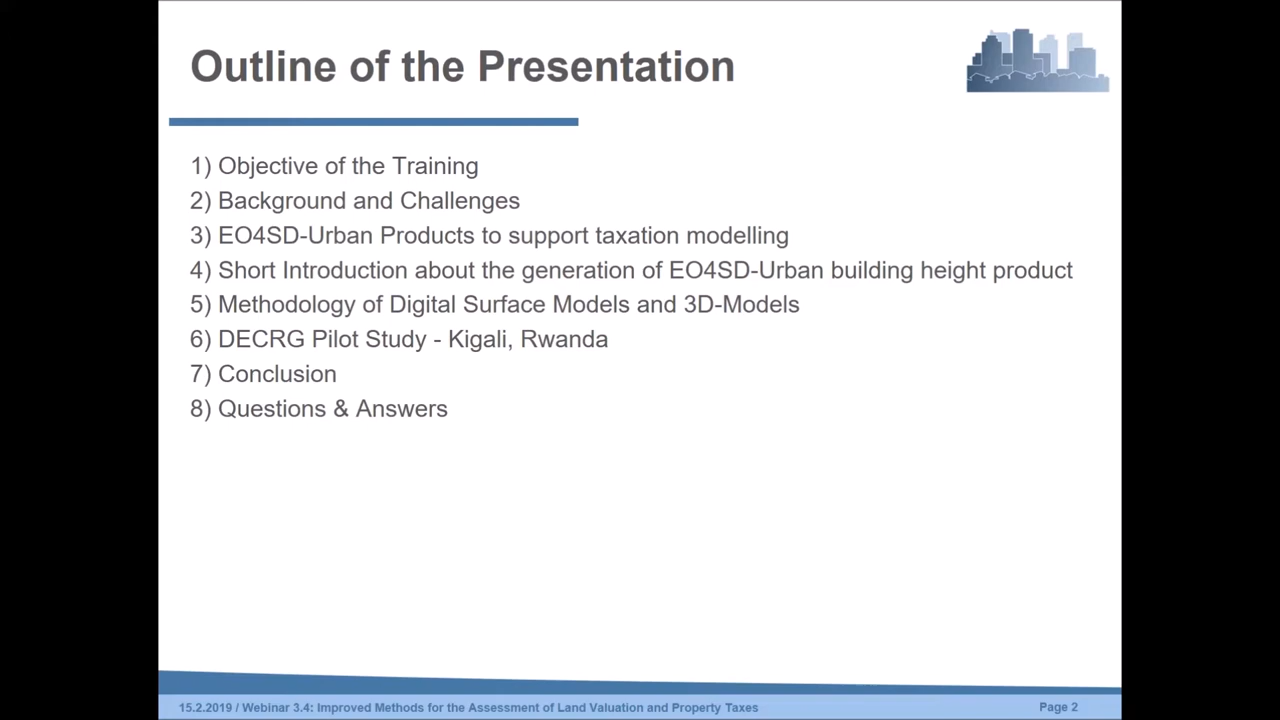 Outline of the Presentation
1) Objective of the Training
2) Background and Challenges
3) EO4SD-Urban Products to support taxation modelling
4) Short Introduction about the generation of EO4SD-Urban building height product
5) Methodology of Digital Surface Models and 3D-Models
6) DECRG Pilot Study - Kigali, Rwanda
7) Conclusion
8) Questions & Answers
15.2.2019 / Webinar 3.4: Improved Methods for the Assessment of Land Valuation and Property Taxes
Page 2